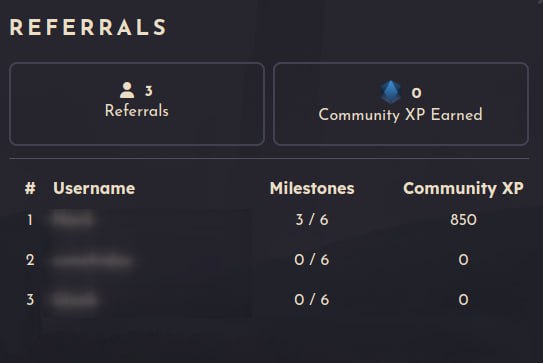 REFERRALS
3
Referrals
0
Community XP Earned
# Username Milestones Community XP
1 3 / 6 850
2 0 / 6 0
3 0 / 6 0